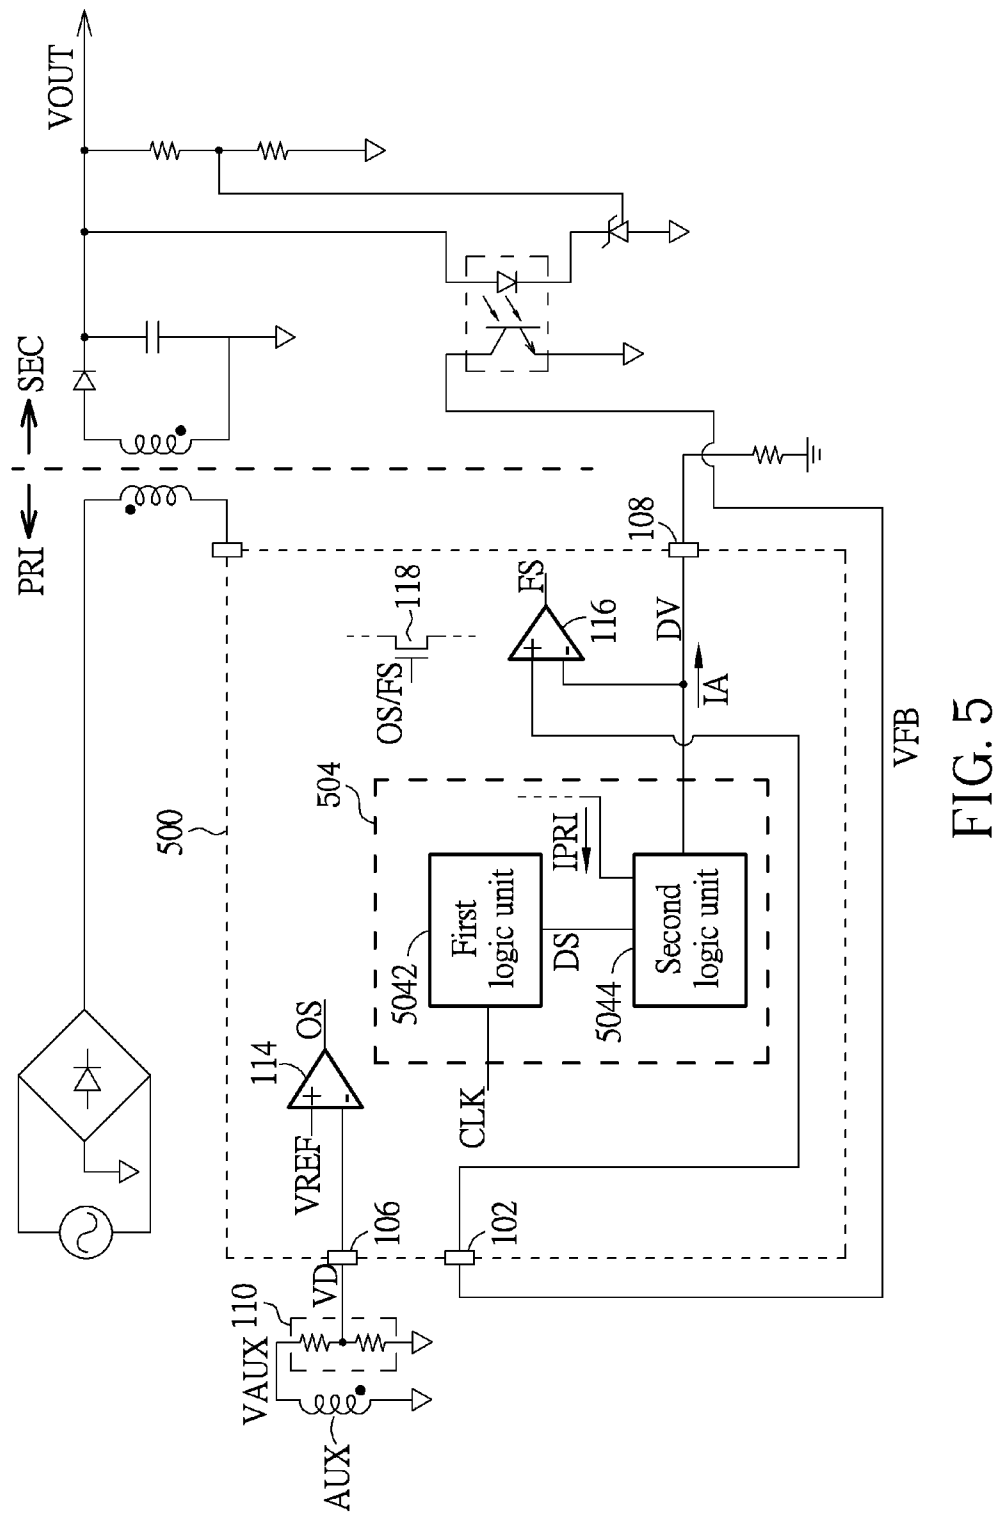 PRI
SEC
VOUT
500
504
OS/FS
118
FS
116
108
DV
IA
IPRI
5042
First
logic unit
DS
5044
Second
logic unit
CLK
114
OS
VREF
106
102
VD
110
VAUX
AUX
VFB
FIG. 5